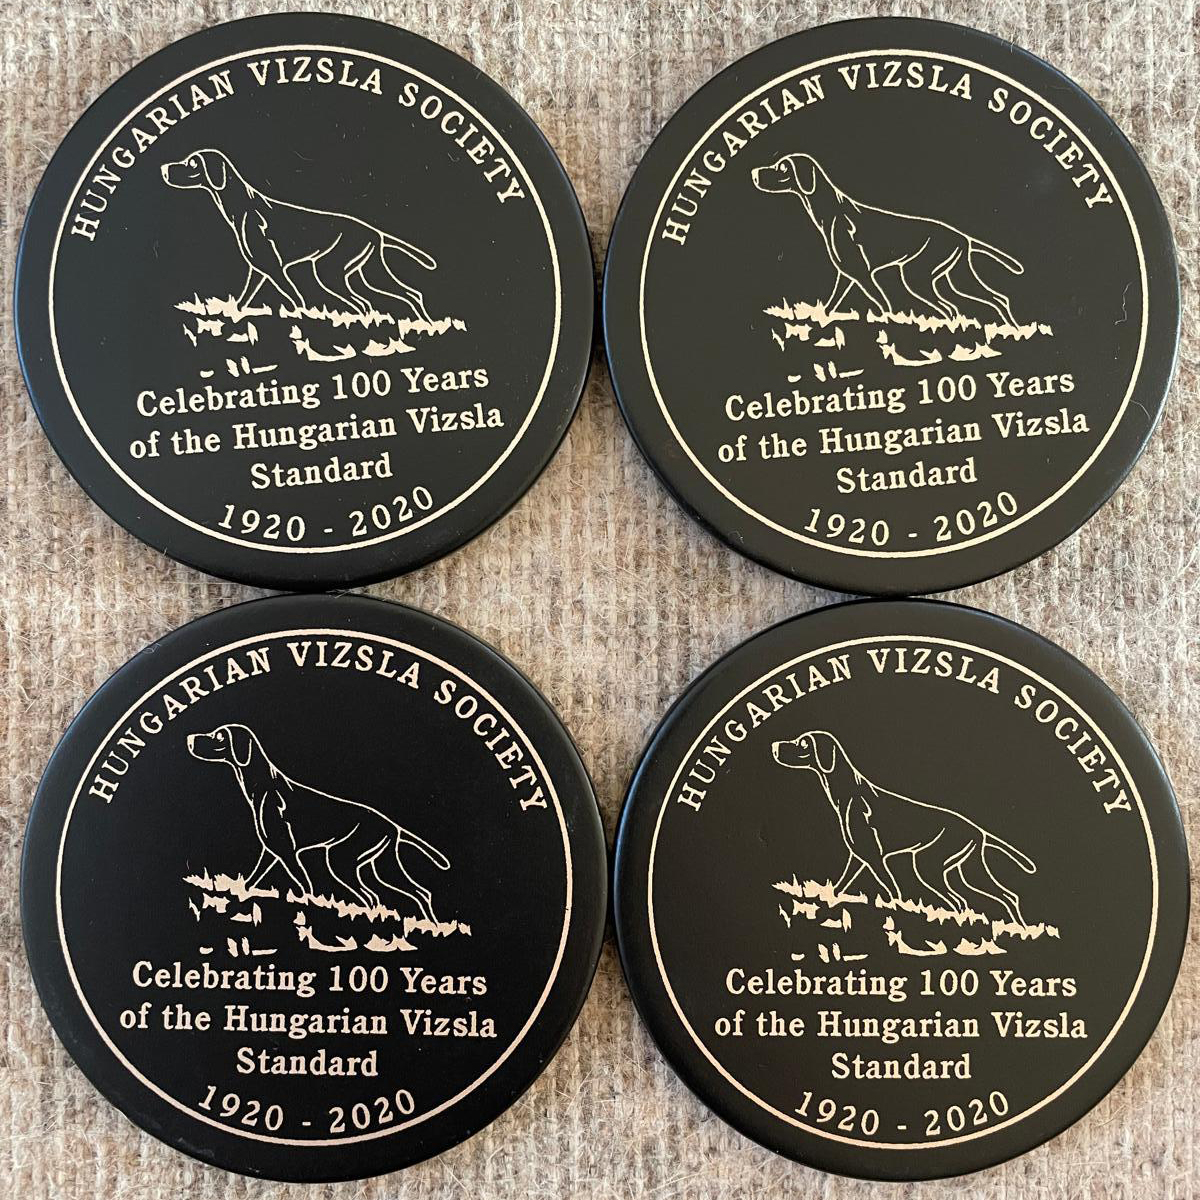 HUNGARIAN VIZSLA SOCIETY
Celebrating 100 Years
of the Hungarian Vizsla
Standard
1920 - 2020
HUNGARIAN VIZSLA SOCIETY
Celebrating 100 Years
of the Hungarian Vizsla
Standard
1920 - 2020
HUNGARIAN VIZSLA SOCIETY
Celebrating 100 Years
of the Hungarian Vizsla
Standard
1920 - 2020
HUNGARIAN VIZSLA SOCIETY
Celebrating 100 Years
of the Hungarian Vizsla
Standard
1920 - 2020